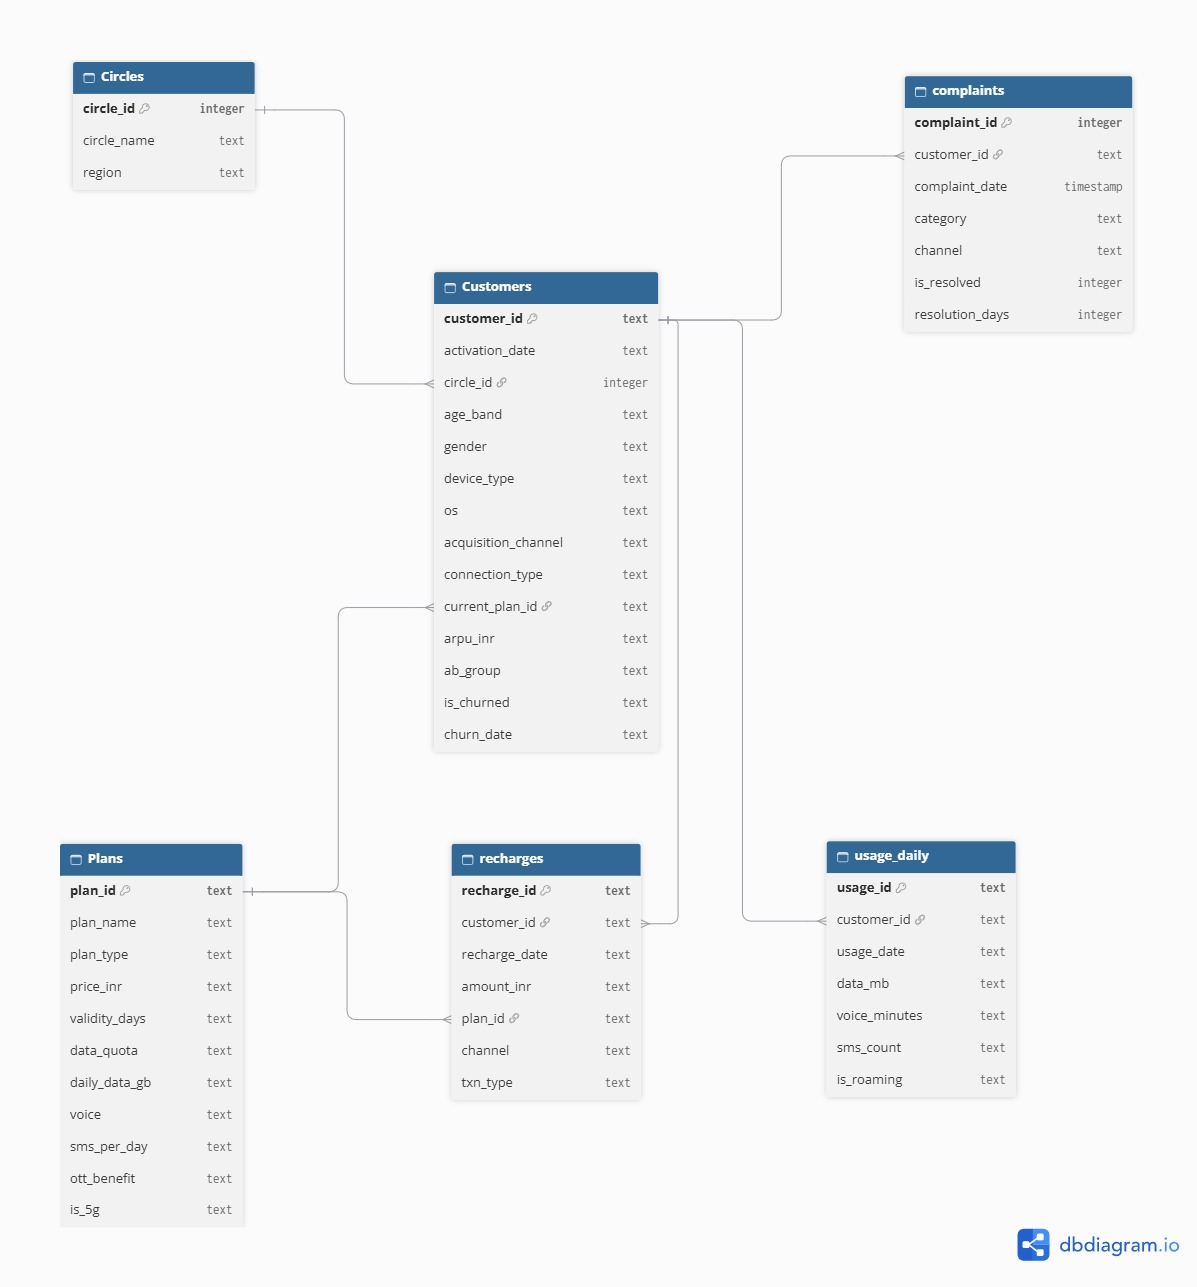 Circles
circle_id integer
circle_name text
region text
complaints
complaint_id integer
customer_id text
complaint_date timestamp
category text
channel text
is_resolved integer
resolution_days integer
Customers
customer_id text
activation_date text
circle_id integer
age_band text
gender text
device_type text
os text
acquisition_channel text
connection_type text
current_plan_id text
arpu_inr text
ab_group text
is_churned text
churn_date text
Plans
plan_id text
plan_name text
plan_type text
price_inr text
validity_days text
data_quota text
daily_data_gb text
voice text
sms_per_day text
ott_benefit text
is_5g text
recharges
recharge_id text
customer_id text
recharge_date text
amount_inr text
plan_id text
channel text
txn_type text
usage_daily
usage_id text
customer_id text
usage_date text
data_mb text
voice_minutes text
sms_count text
is_roaming text
dbdiagram.io